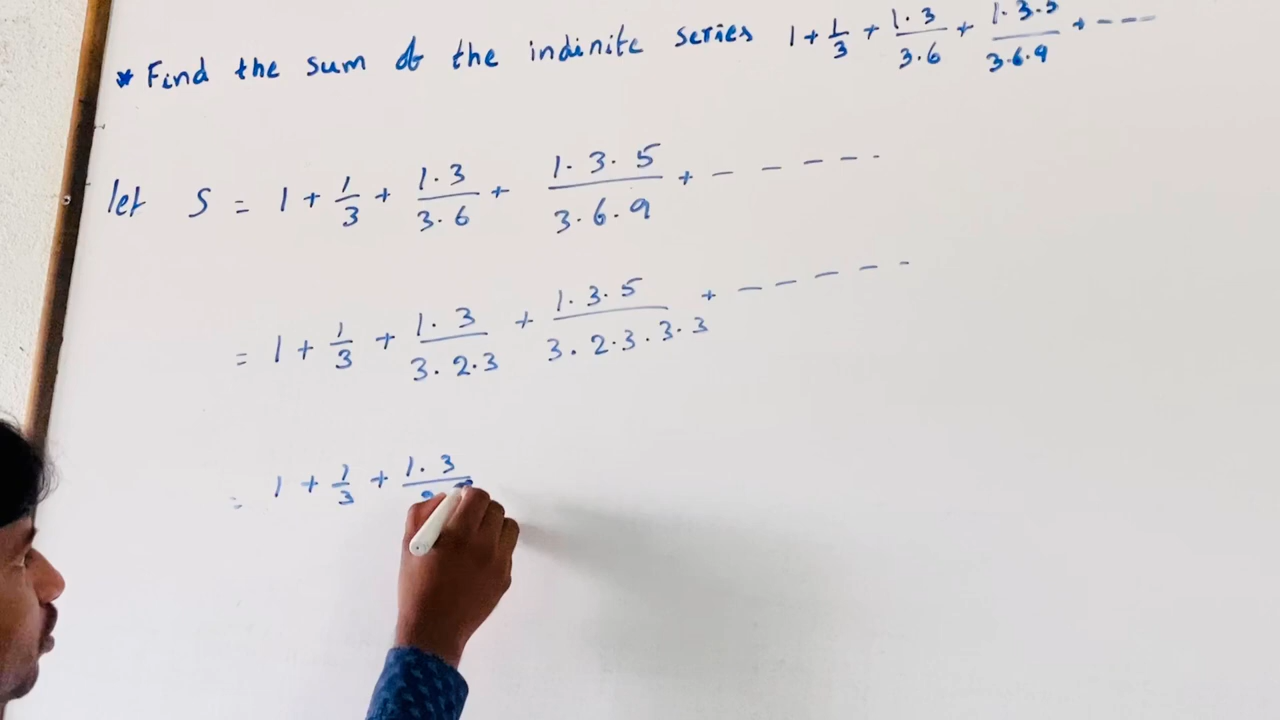 * Find the sum of the indinite series 1 + 1/3 + 1·3/3·6 + 1·3·5/3·6·9 + ---
let S = 1 + 1/3 + 1·3/3·6 + 1·3·5/3·6·9 + - - - - -
= 1 + 1/3 + 1·3/3·2·3 + 1·3·5/3·2·3·3·3 + - - - - -
= 1 + 1/3 + 1·3/